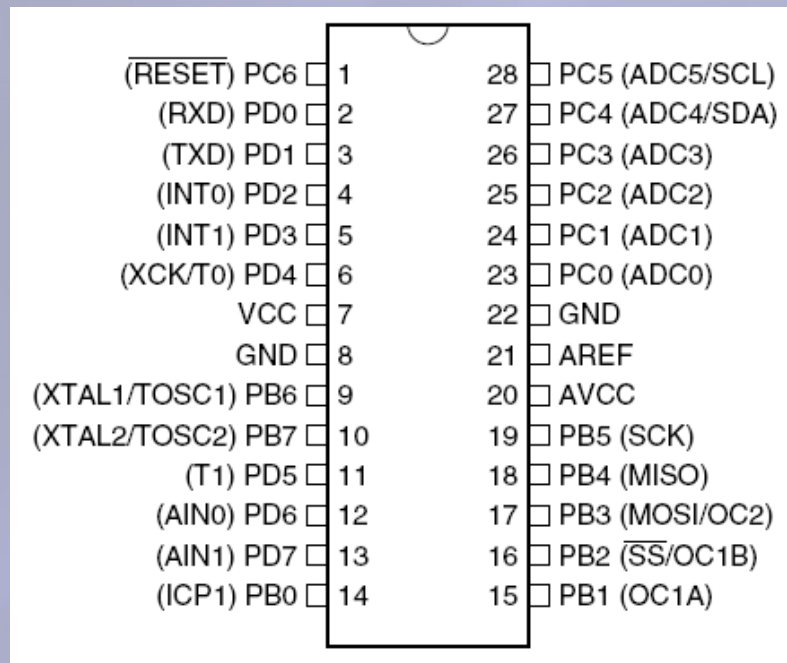 (RESET) PC6 1 28 PC5 (ADC5/SCL)
(RXD) PD0 2 27 PC4 (ADC4/SDA)
(TXD) PD1 3 26 PC3 (ADC3)
(INT0) PD2 4 25 PC2 (ADC2)
(INT1) PD3 5 24 PC1 (ADC1)
(XCK/T0) PD4 6 23 PC0 (ADC0)
VCC 7 22 GND
GND 8 21 AREF
(XTAL1/TOSC1) PB6 9 20 AVCC
(XTAL2/TOSC2) PB7 10 19 PB5 (SCK)
(T1) PD5 11 18 PB4 (MISO)
(AIN0) PD6 12 17 PB3 (MOSI/OC2)
(AIN1) PD7 13 16 PB2 (SS/OC1B)
(ICP1) PB0 14 15 PB1 (OC1A)